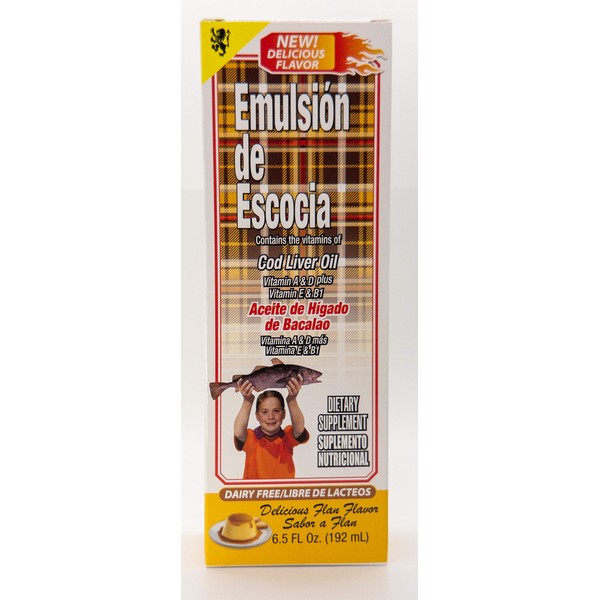 NEW!
DELICIOUS
FLAVOR
Emulsión
de
Escocia
Contains the vitamins of
Cod Liver Oil
Vitamin A & D plus
Vitamin E & B1
Aceite de Hígado
de Bacalao
Vitamina A & D más
Vitamina E & B1
DIETARY
SUPPLEMENT
SUPLEMENTO
NUTRICIONAL
DAIRY FREE/LIBRE DE LACTEOS
Delicious Flan Flavor
Sabor a Flan
6.5 FL Oz. (192 mL)